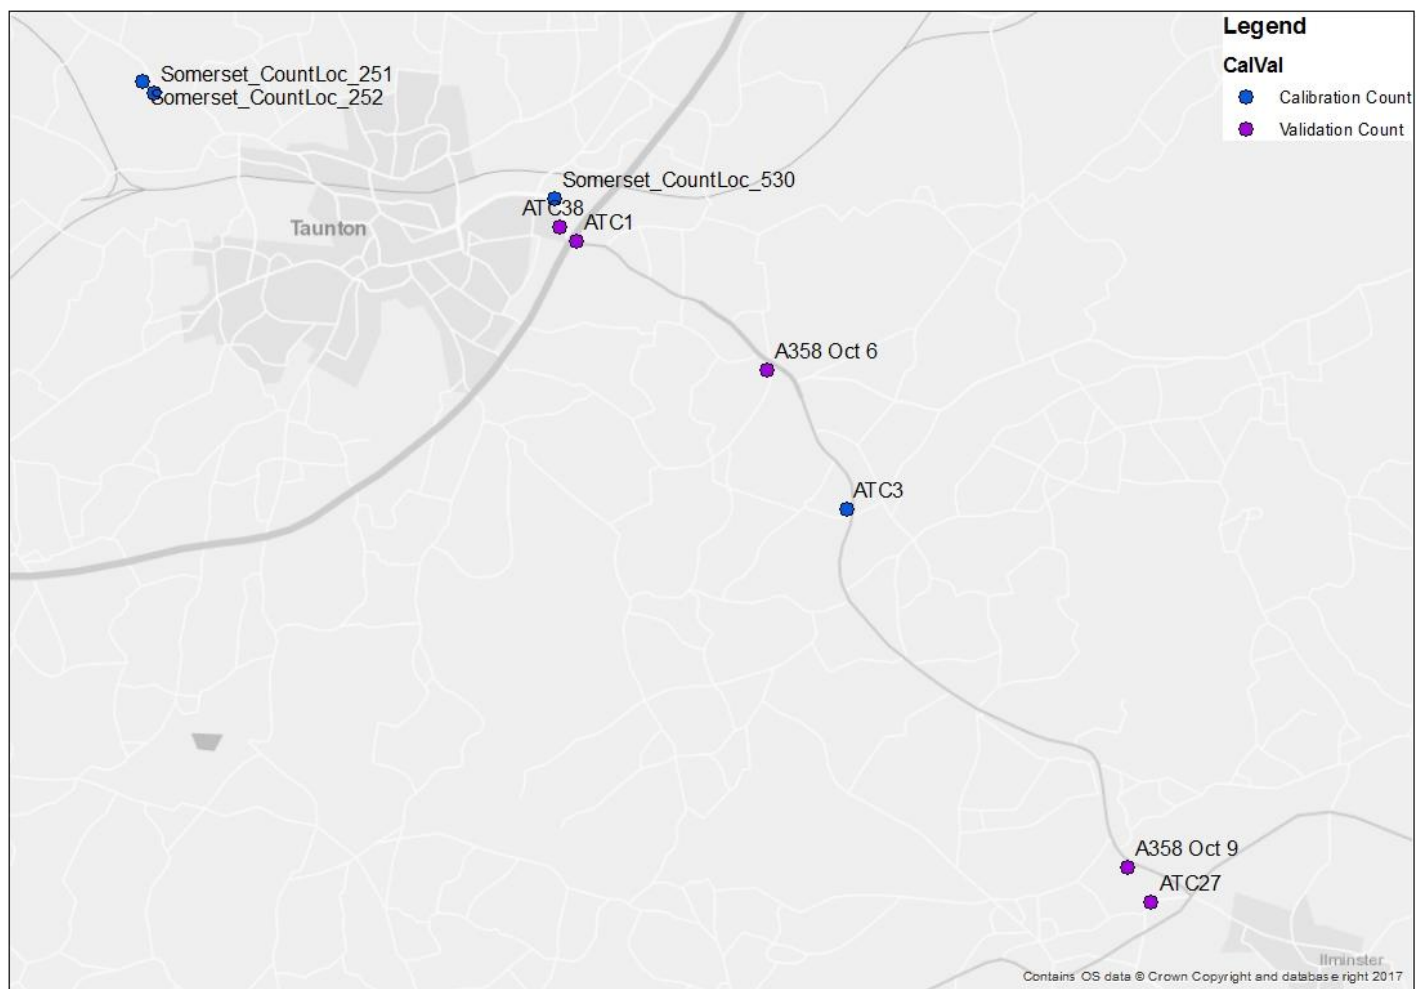 Legend
CalVal
Calibration Count
Validation Count
Somerset_CountLoc_251
Somerset_CountLoc_252
Somerset_CountLoc_530
ATC38
ATC1
Taunton
A358 Oct 6
ATC3
A358 Oct 9
ATC27
Ilminster
Contains OS data © Crown Copyright and database right 2017